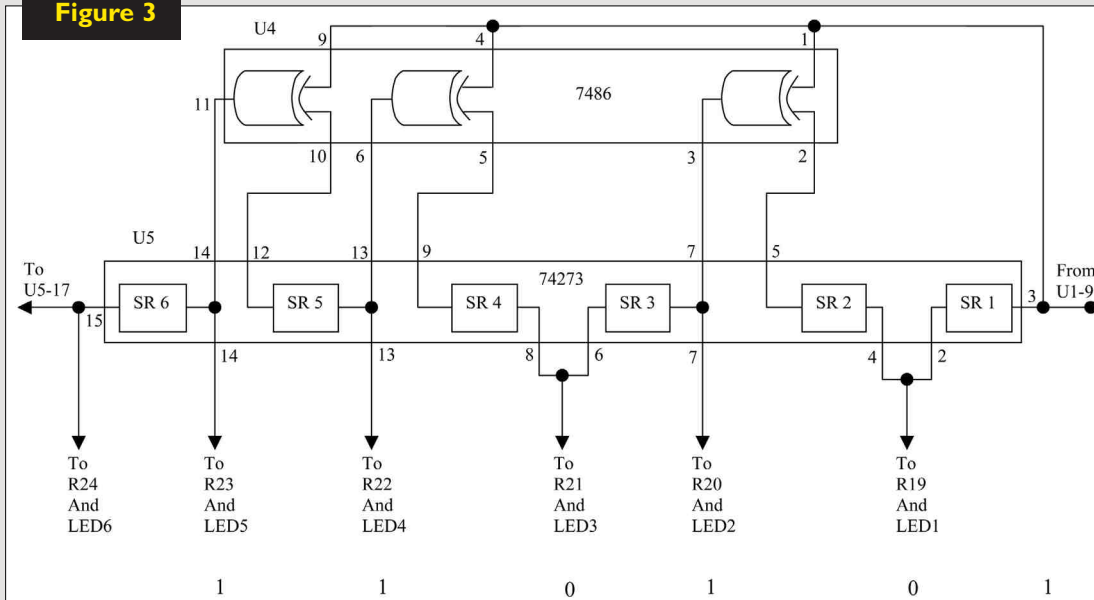 Figure 3
U4
9
4
1
7486
11
10
6
5
3
2
U5
14
12
13
9
7
5
74273
To
U5-17
From
U1-9
SR 6
SR 5
SR 4
SR 3
SR 2
SR 1
3
15
14
13
8
6
7
4
2
To
R24
And
LED6
To
R23
And
LED5
To
R22
And
LED4
To
R21
And
LED3
To
R20
And
LED2
To
R19
And
LED1
1
1
0
1
0
1